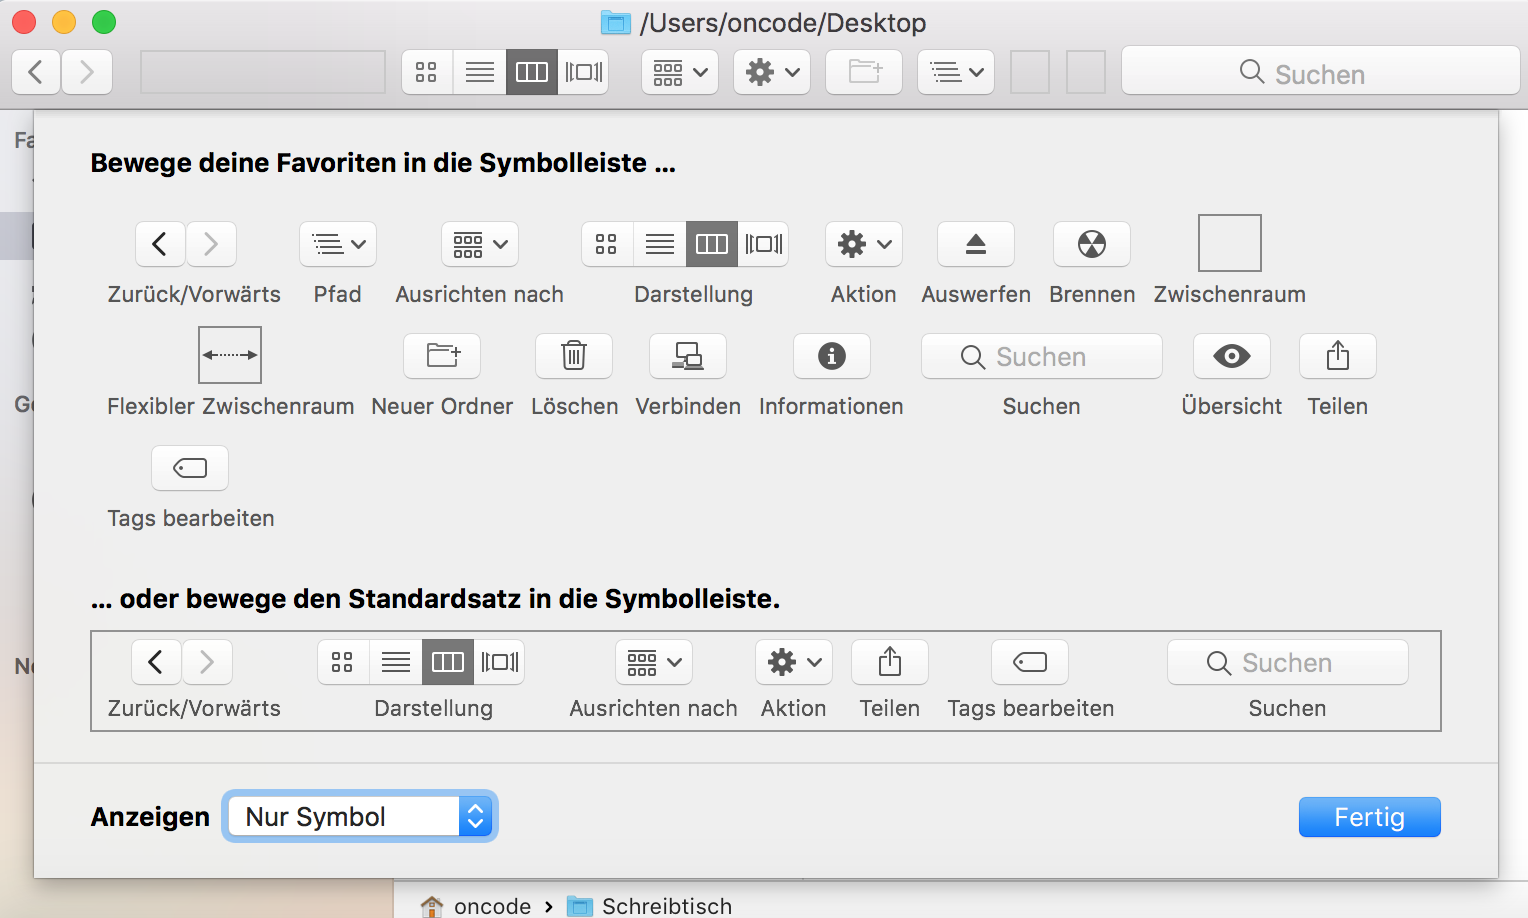 /Users/oncode/Desktop
Suchen
Fa
Bewege deine Favoriten in die Symbolleiste ...
Zurück/Vorwärts Pfad Ausrichten nach Darstellung Aktion Auswerfen Brennen Zwischenraum
Suchen
Flexibler Zwischenraum Neuer Ordner Löschen Verbinden Informationen Suchen Übersicht Teilen
Ge
Tags bearbeiten
... oder bewege den Standardsatz in die Symbolleiste.
Suchen
Zurück/Vorwärts Darstellung Ausrichten nach Aktion Teilen Tags bearbeiten Suchen
Anzeigen Nur Symbol Fertig
oncode › Schreibtisch